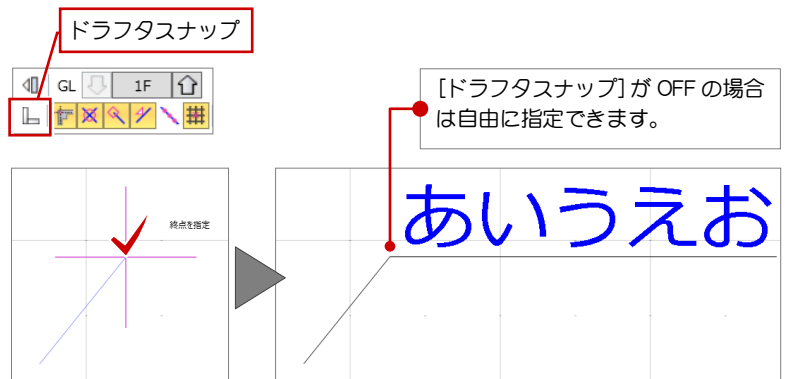 ドラフタスナップ
GL 1F
[ドラフタスナップ]が OFF の場合
は自由に指定できます。
終点を指定
あいうえお